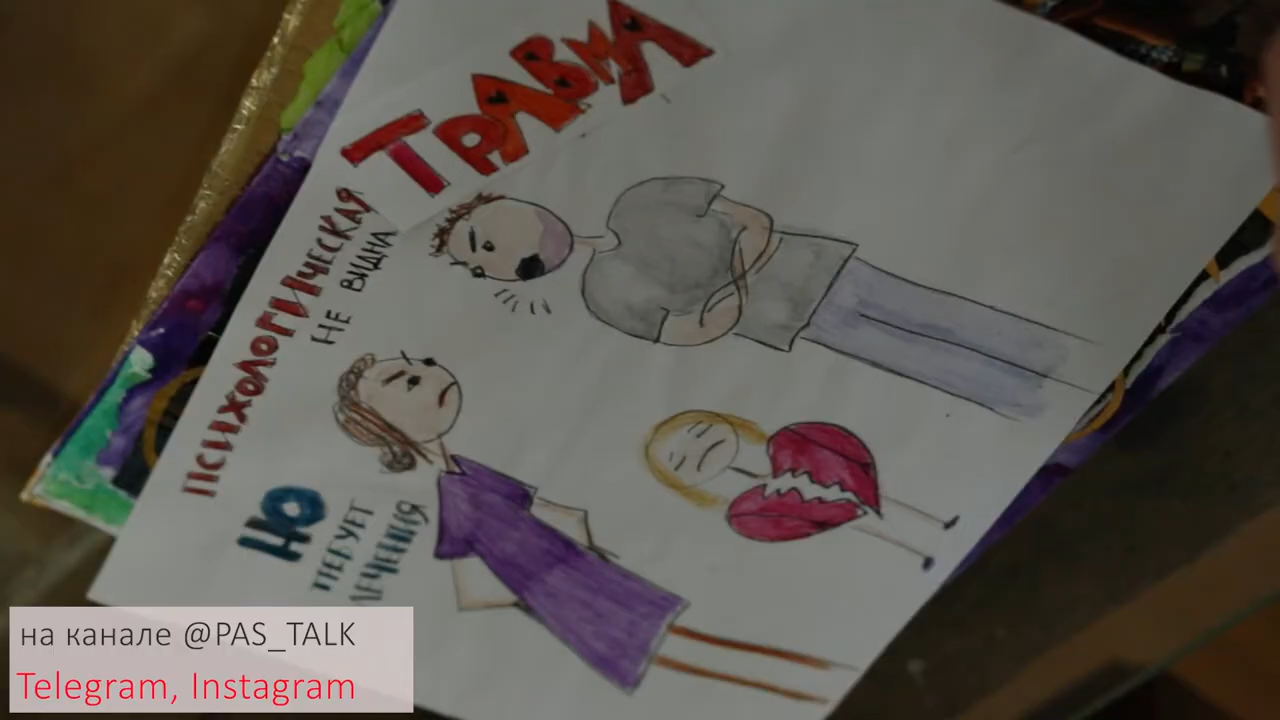 ПСИХОЛОГИЧЕСКАЯ
ТРАВМА
НЕ ВИДНА
НО
ТРЕБУЕТ
ЛЕЧЕНИЯ
на канале @PAS_TALK
Telegram, Instagram